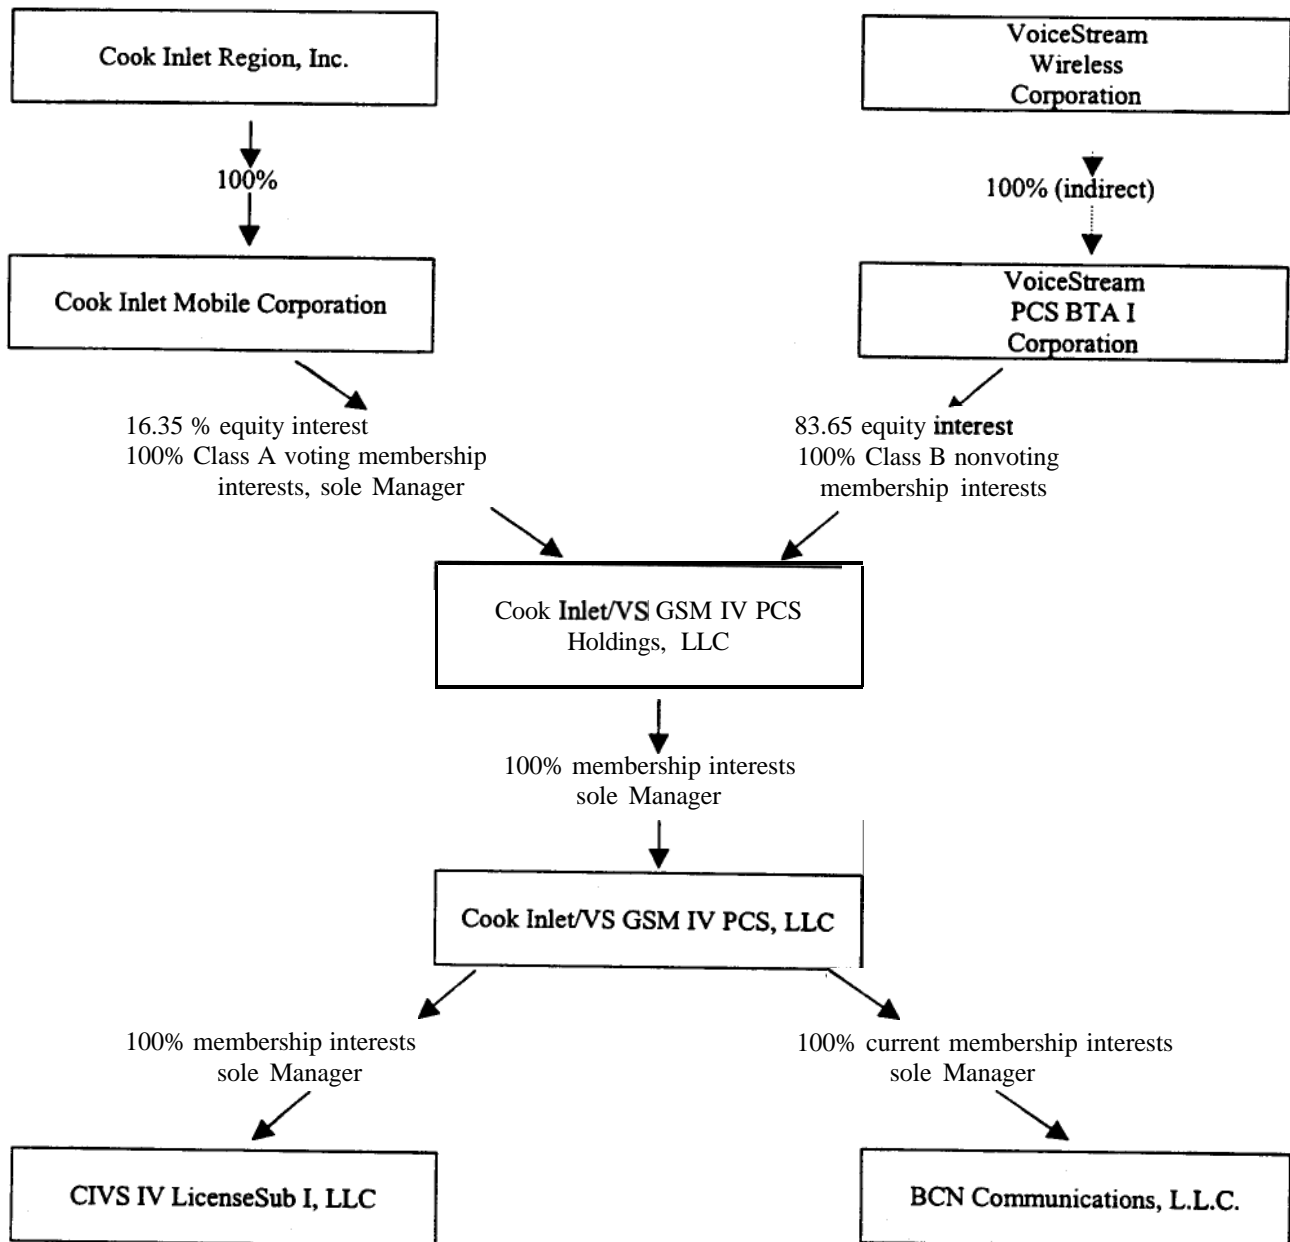 Cook Inlet Region, Inc.
VoiceStream
Wireless
Corporation
100%
100% (indirect)
Cook Inlet Mobile Corporation
VoiceStream
PCS BTA I
Corporation
16.35 % equity interest
100% Class A voting membership
interests, sole Manager
83.65 equity interest
100% Class B nonvoting
membership interests
Cook Inlet/VS GSM IV PCS
Holdings, LLC
100% membership interests
sole Manager
Cook Inlet/VS GSM IV PCS, LLC
100% membership interests
sole Manager
100% current membership interests
sole Manager
CIVS IV LicenseSub I, LLC
BCN Communications, L.L.C.